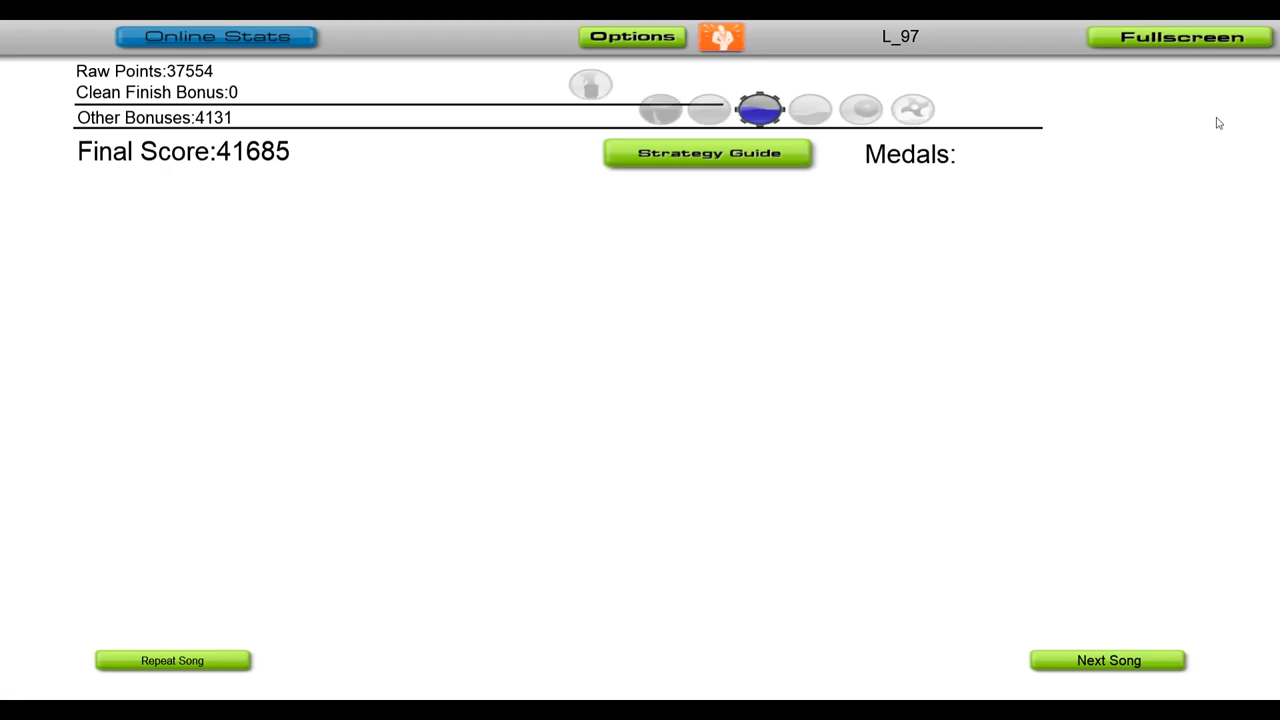 Online Stats
Options
L_97
Fullscreen
Raw Points:37554
Clean Finish Bonus:0
Other Bonuses:4131
Final Score:41685
Strategy Guide
Medals:
Repeat Song
Next Song